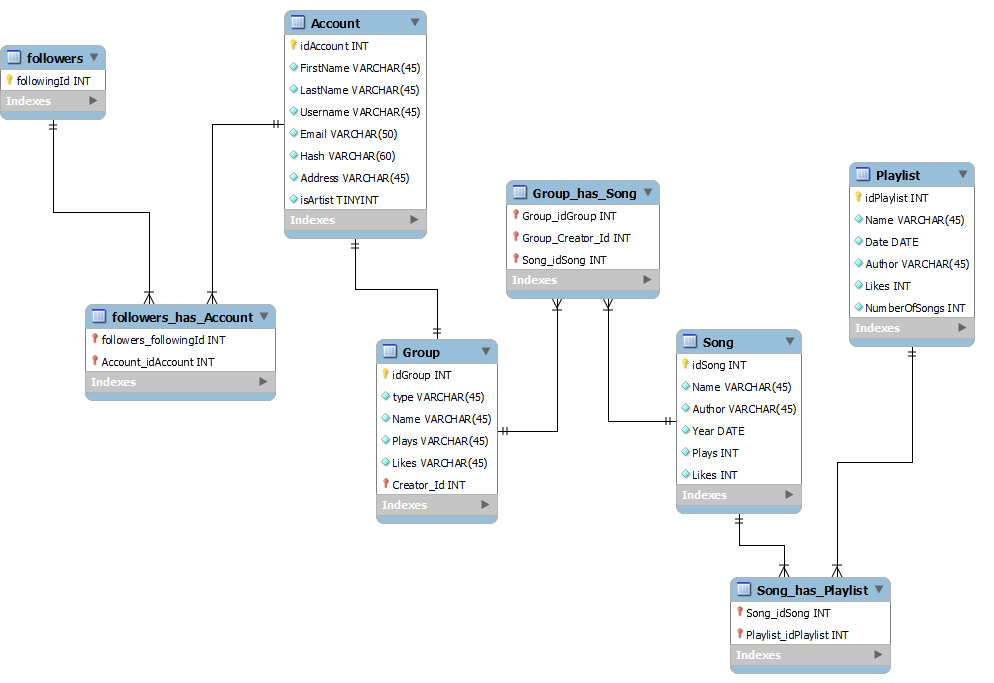 followers
followingId INT
Indexes
Account
idAccount INT
FirstName VARCHAR(45)
LastName VARCHAR(45)
Username VARCHAR(45)
Email VARCHAR(50)
Hash VARCHAR(60)
Address VARCHAR(45)
isArtist TINYINT
Indexes
followers_has_Account
followers_followingId INT
Account_idAccount INT
Indexes
Group
idGroup INT
type VARCHAR(45)
Name VARCHAR(45)
Plays VARCHAR(45)
Likes VARCHAR(45)
Creator_Id INT
Indexes
Group_has_Song
Group_idGroup INT
Group_Creator_Id INT
Song_idSong INT
Indexes
Song
idSong INT
Name VARCHAR(45)
Author VARCHAR(45)
Year DATE
Plays INT
Likes INT
Indexes
Playlist
idPlaylist INT
Name VARCHAR(45)
Date DATE
Author VARCHAR(45)
Likes INT
NumberOfSongs INT
Indexes
Song_has_Playlist
Song_idSong INT
Playlist_idPlaylist INT
Indexes